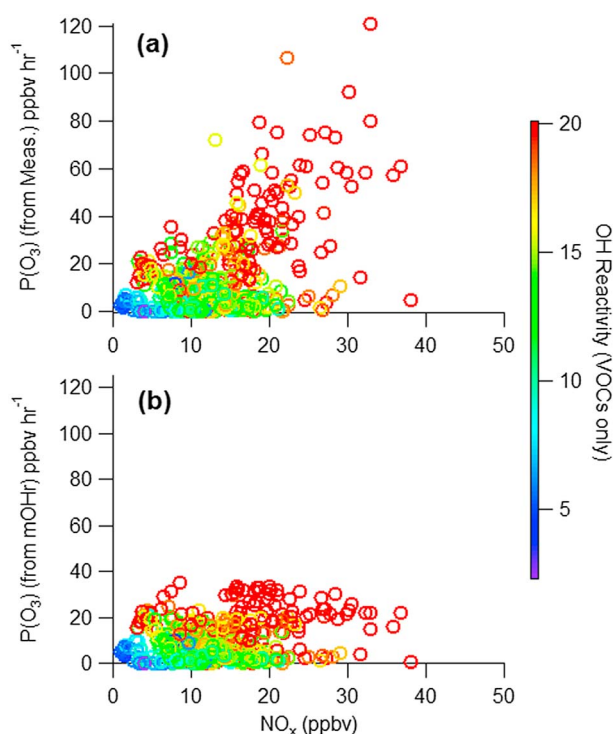 (a)
P(O₃) (from Meas.) ppbv hr⁻¹
120
100
80
60
40
20
0
0 10 20 30 40 50
(b)
P(O₃) (from mOHr) ppbv hr⁻¹
120
100
80
60
40
20
0
0 10 20 30 40 50
NOₓ (ppbv)
20
15
10
5
OH Reactivity (VOCs only)